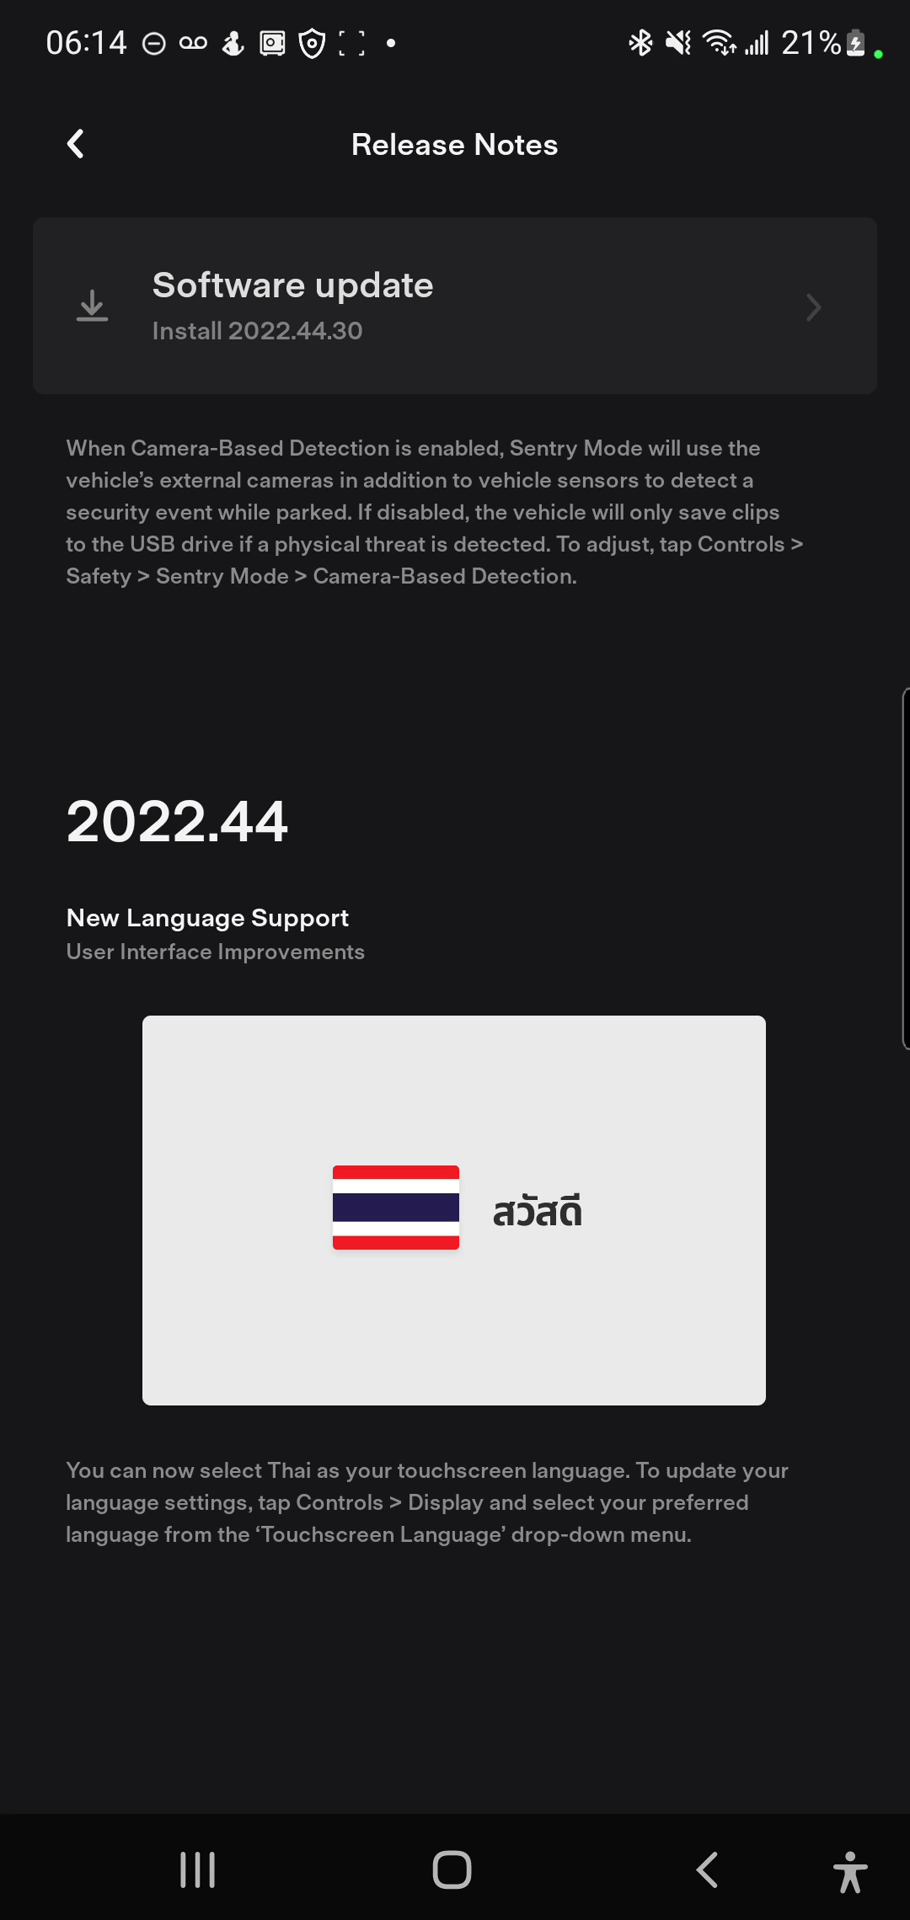 06:14
21%
Release Notes
Software update
Install 2022.44.30
When Camera-Based Detection is enabled, Sentry Mode will use the
vehicle’s external cameras in addition to vehicle sensors to detect a
security event while parked. If disabled, the vehicle will only save clips
to the USB drive if a physical threat is detected. To adjust, tap Controls >
Safety > Sentry Mode > Camera-Based Detection.
2022.44
New Language Support
User Interface Improvements
สวัสดี
You can now select Thai as your touchscreen language. To update your
language settings, tap Controls > Display and select your preferred
language from the ‘Touchscreen Language’ drop-down menu.